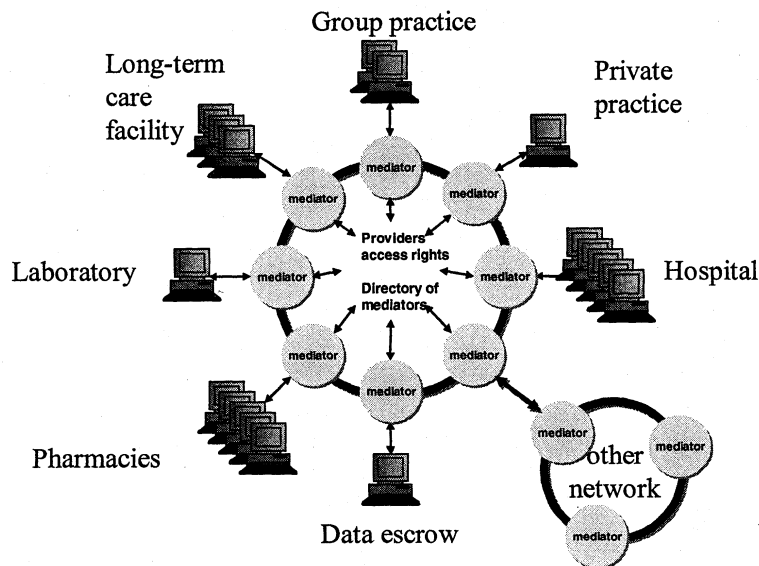 Group practice
Long-term
care
facility
Private
practice
mediator
mediator
mediator
Providers
access rights
Laboratory
mediator
mediator
Hospital
Directory of
mediators
mediator
mediator
mediator
Pharmacies
mediator
other
network
mediator
mediator
Data escrow